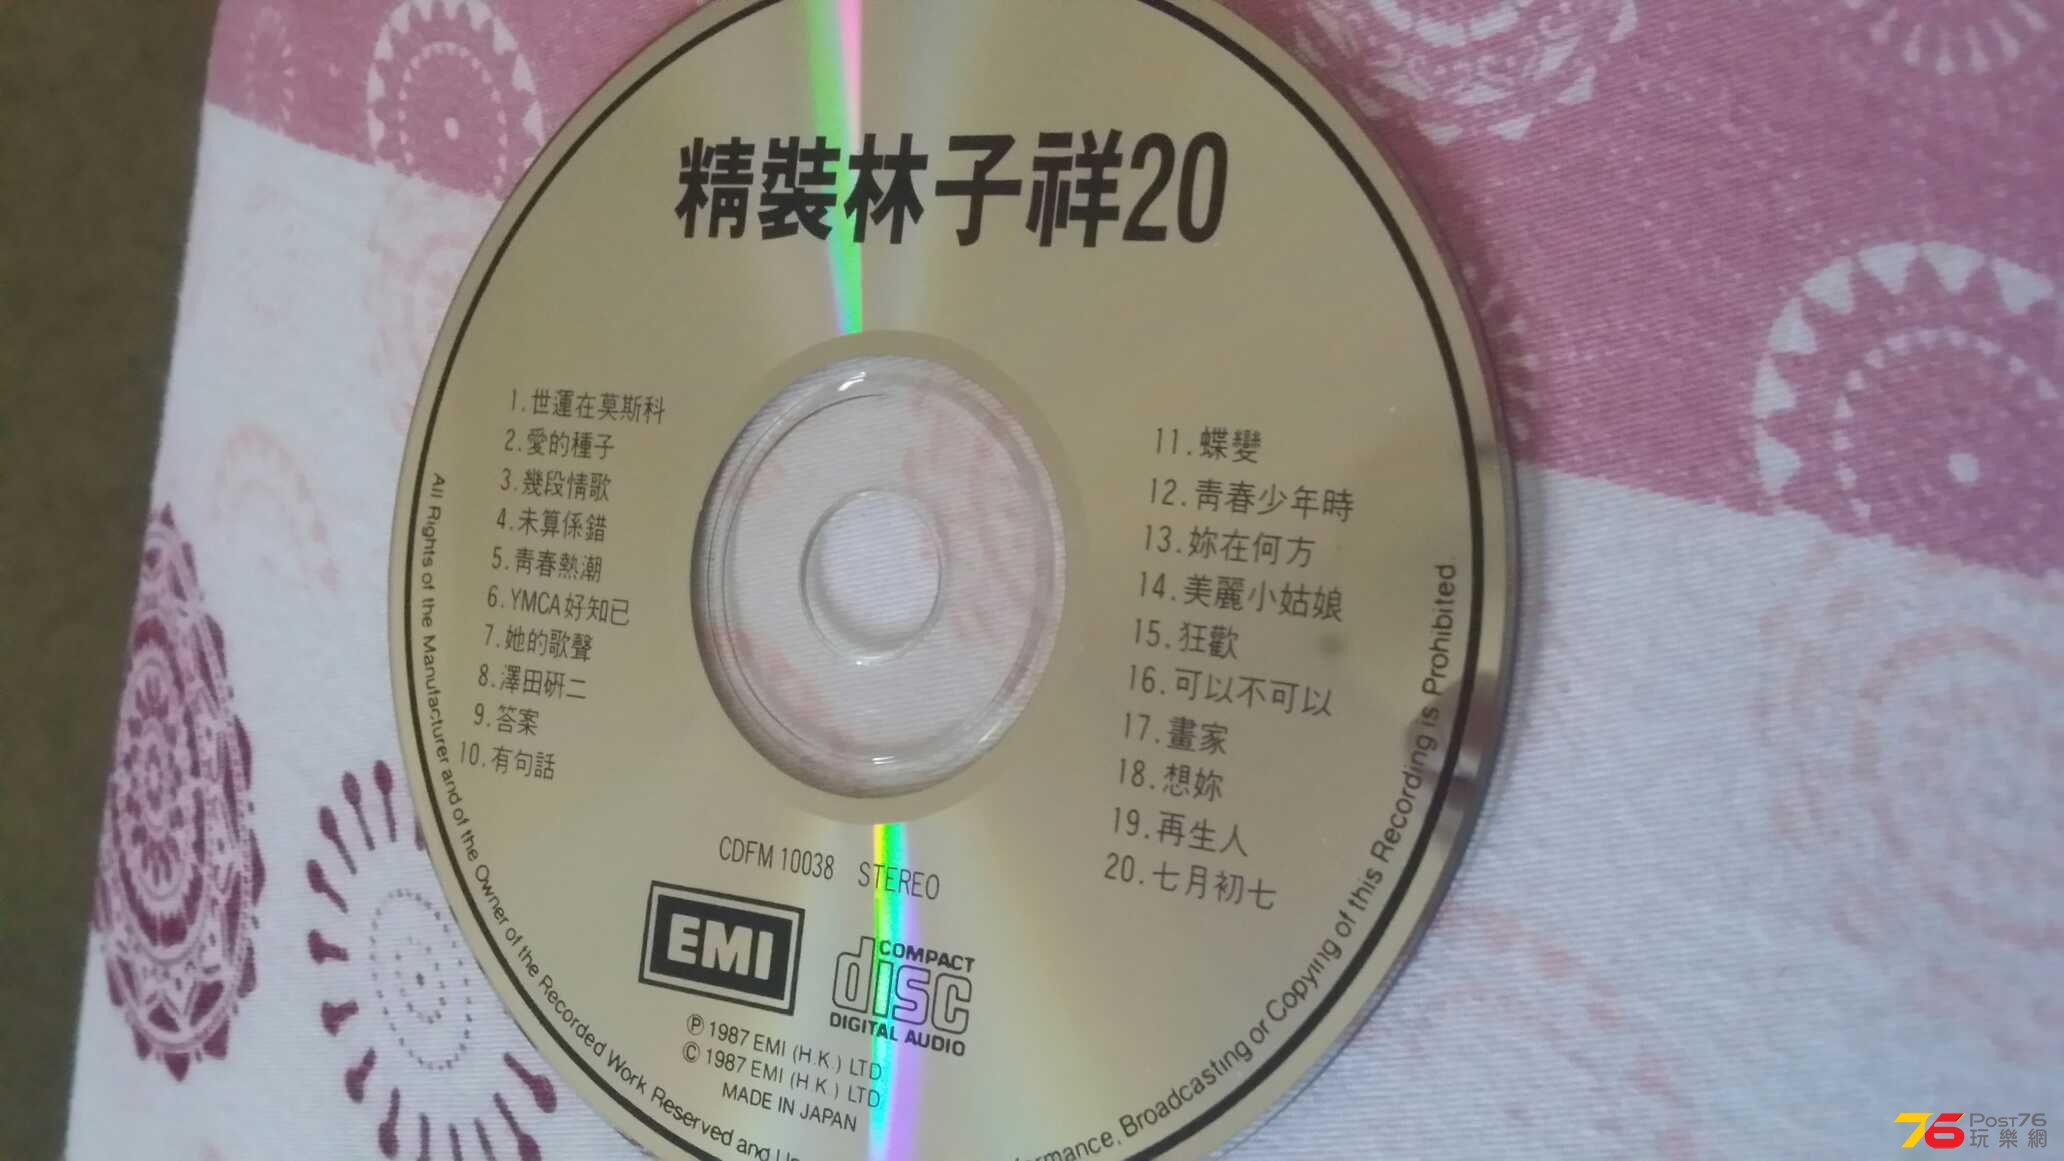 精裝林子祥20
1.世運在莫斯科
2.愛的種子
3.幾段情歌
4.未算係錯
5.青春熱潮
6.YMCA好知已
7.她的歌聲
8.澤田研二
9.答案
10.有句話
11.蝶變
12.青春少年時
13.妳在何方
14.美麗小姑娘
15.狂歡
16.可以不可以
17.畫家
18.想妳
19.再生人
20.七月初七
CDFM 10038 STEREO
EMI
COMPACT
disc
DIGITAL AUDIO
Ⓟ 1987 EMI (H.K.) LTD
© 1987 EMI (H K ) LTD
MADE IN JAPAN
All Rights of the Manufacturer and of the Owner of the Recorded Work Reserved and
Broadcasting or Copying of this Recording is Prohibited.
76 POST76
玩樂網